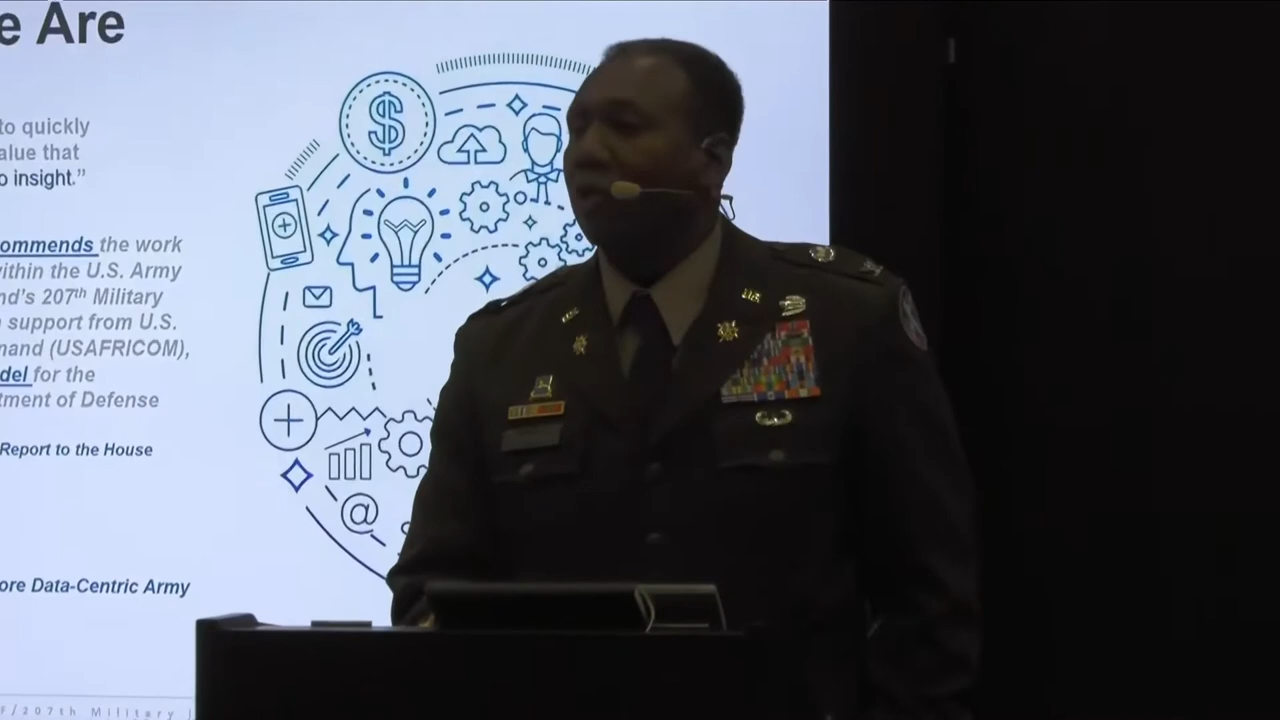 e Are
to quickly
alue that
o insight.”
ommends the work
within the U.S. Army
nd’s 207th Military
support from U.S.
mand (USAFRICOM),
del for the
tment of Defense
Report to the House
ore Data-Centric Army
F/207th Military
$
@